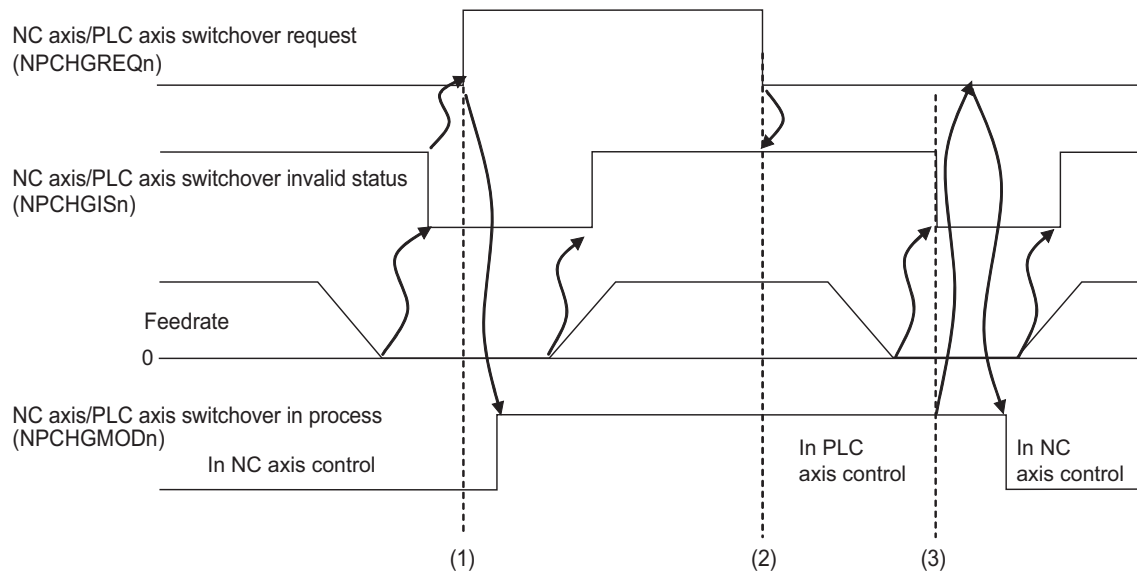 NC axis/PLC axis switchover request
(NPCHGREQn)
NC axis/PLC axis switchover invalid status
(NPCHGISn)
Feedrate
0
NC axis/PLC axis switchover in process
(NPCHGMODn)
In NC axis control
In PLC
axis control
In NC
axis control
(1)
(2)
(3)